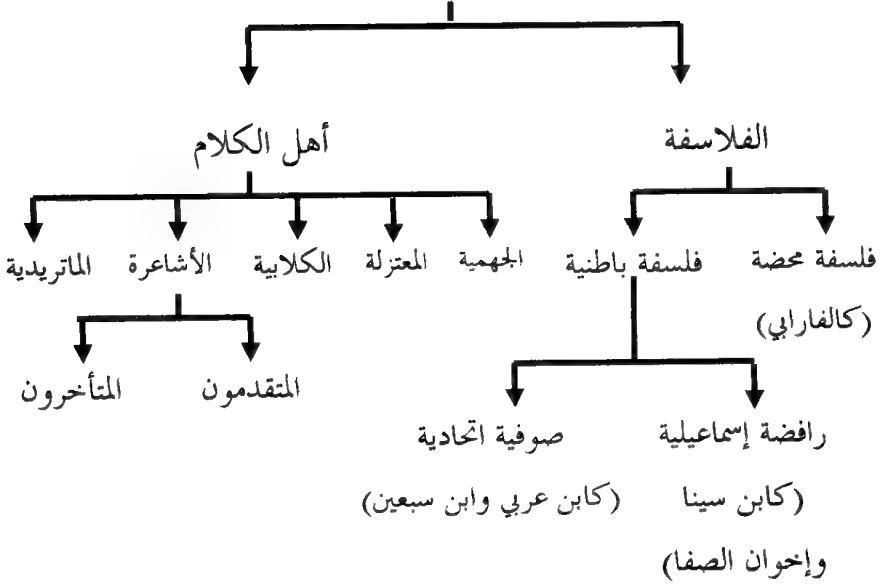 الفلاسفة
أهل الكلام
فلسفة محضة
(كالفارابي)
فلسفة باطنية
الجهمية
المعتزلة
الكلابية
الأشاعرة
الماتريدية
رافضة إسماعيلية
(كابن سينا
وإخوان الصفا)
صوفية اتحادية
(كابن عربي وابن سبعين)
المتقدمون
المتأخرون